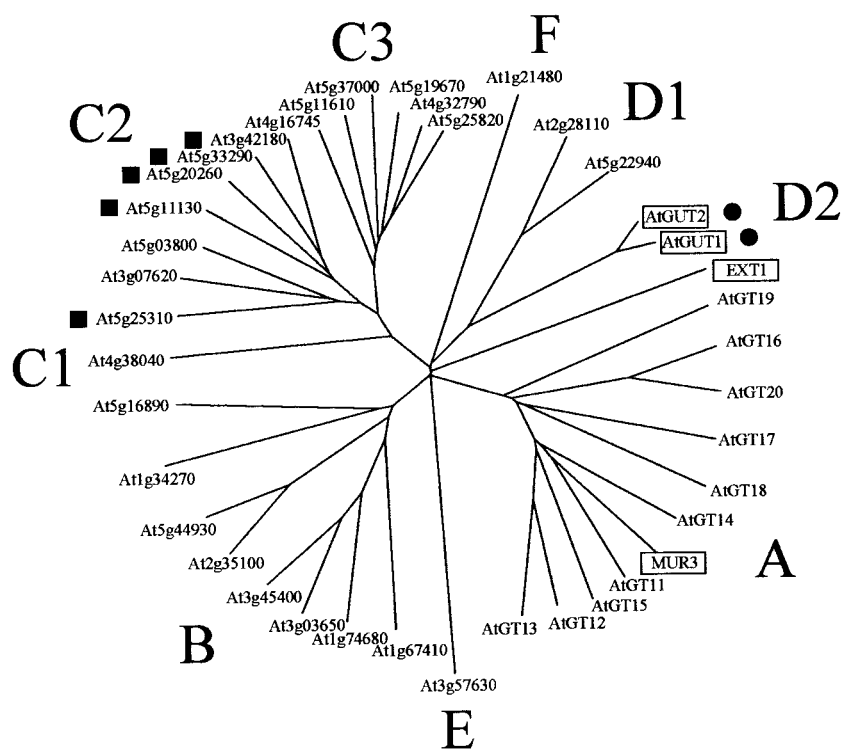 C3
F
At5g37000
At5g19670
At1g21480
At5g11610
At4g32790
D1
C2
At4g16745
At5g25820
At3g42180
At2g28110
At5g33290
At5g20260
At5g22940
At5g11130
AtGUT2
D2
AtGUT1
At5g03800
EXT1
At3g07620
AtGT19
At5g25310
AtGT16
C1
At4g38040
AtGT20
At5g16890
AtGT17
At1g34270
AtGT18
AtGT14
At5g44930
At2g35100
MUR3
A
AtGT11
At3g45400
AtGT15
At3g03650
AtGT13
AtGT12
B
At1g74680
At1g67410
At3g57630
E